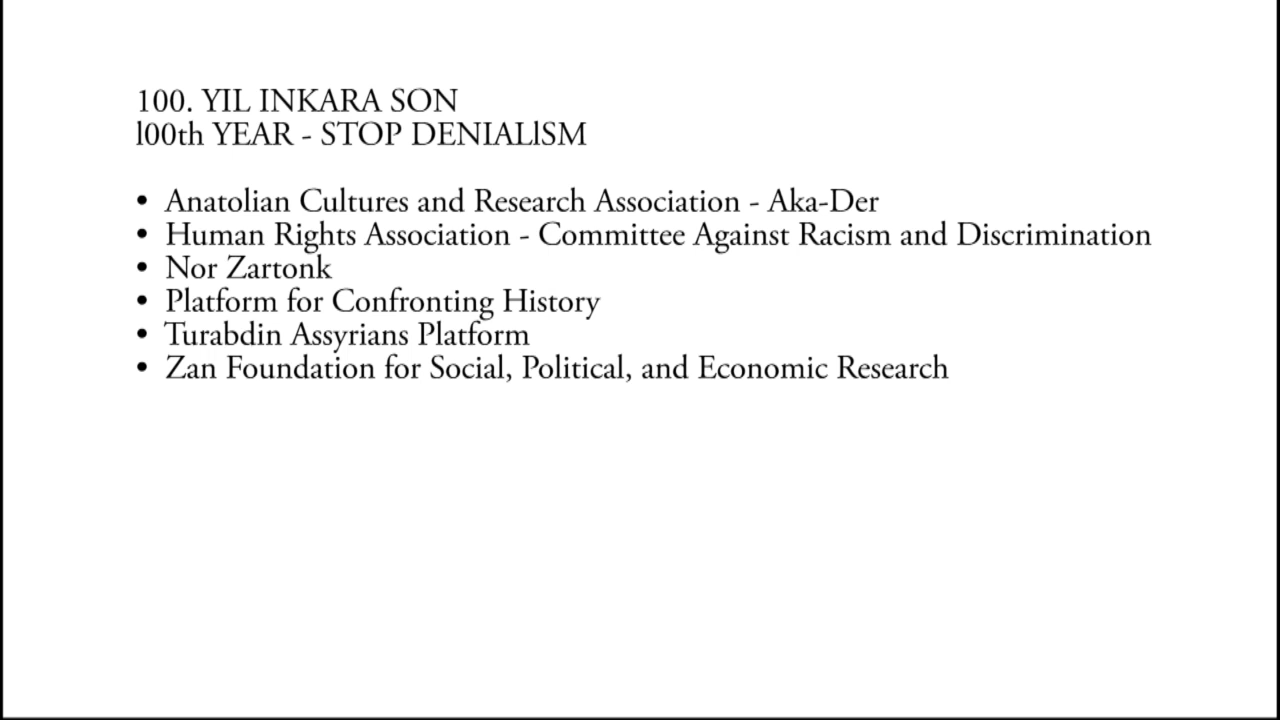 100. YIL INKARA SON
l00th YEAR - STOP DENIALlSM
• Anatolian Cultures and Research Association - Aka-Der
• Human Rights Association - Committee Against Racism and Discrimination
• Nor Zartonk
• Platform for Confronting History
• Turabdin Assyrians Platform
• Zan Foundation for Social, Political, and Economic Research